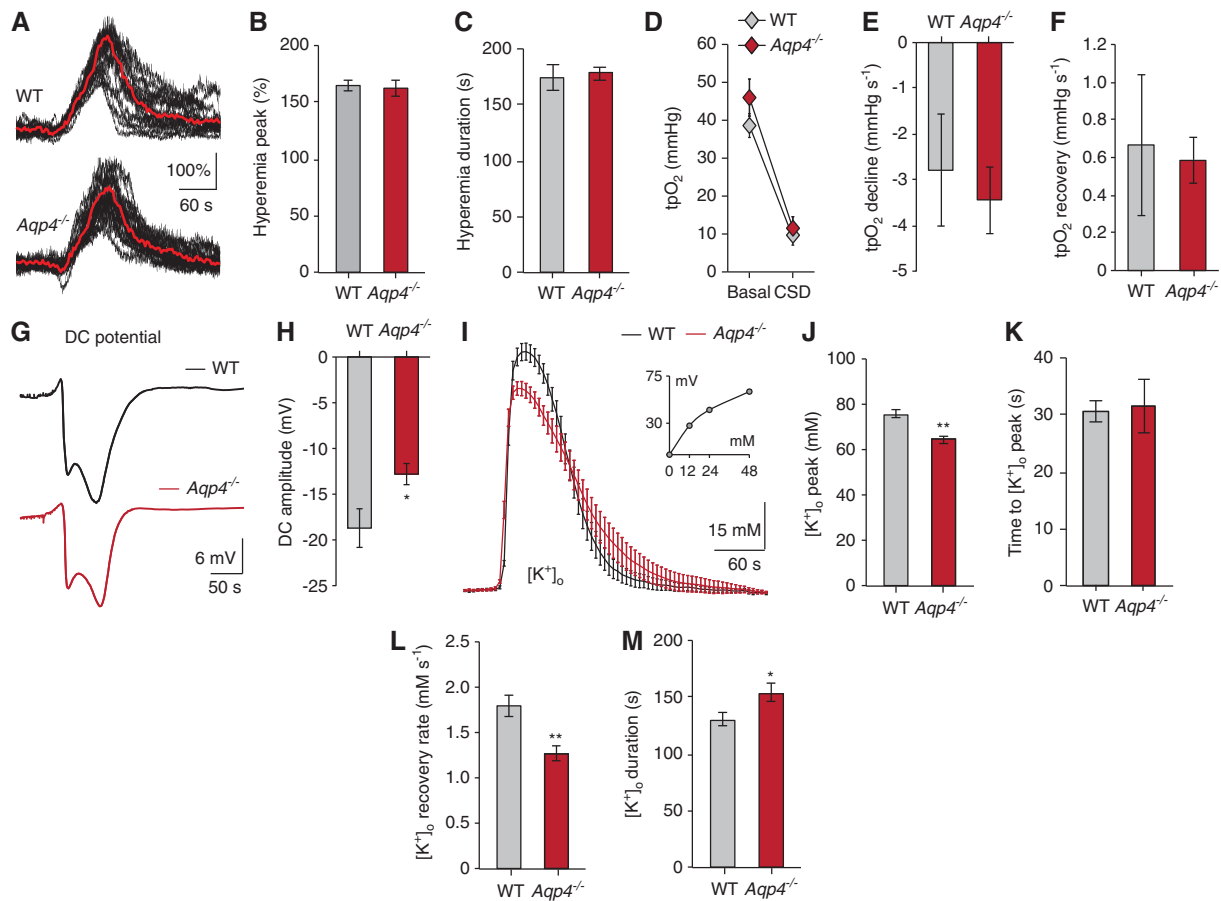 A
WT
Aqp4-/-
100%
60 s
B
Hyperemia peak (%)
200
150
100
50
0
WT Aqp4-/-
C
Hyperemia duration (s)
200
150
100
50
0
WT Aqp4-/-
D
WT
Aqp4-/-
tpO2 (mmHg)
60
50
40
30
20
10
0
Basal CSD
E
WT Aqp4-/-
tpO2 decline (mmHg s-1)
0
-1
-2
-3
-4
-5
F
tpO2 recovery (mmHg s-1)
1.2
1.0
0.8
0.6
0.4
0.2
0
WT Aqp4-/-
G
DC potential
WT
Aqp4-/-
6 mV
50 s
H
WT Aqp4-/-
DC amplitude (mV)
0
-5
-10
-15
-20
-25
*
I
WT Aqp4-/-
75
mV
30
mM
0 12 24 48
15 mM
60 s
[K+]o
J
[K+]o peak (mM)
100
80
60
40
20
0
**
WT Aqp4-/-
K
Time to [K+]o peak (s)
40
30
20
10
0
WT Aqp4-/-
L
[K+]o recovery rate (mM s-1)
2.5
2.0
1.5
1.0
0.5
0
**
WT Aqp4-/-
M
[K+]o duration (s)
200
150
100
50
0
*
WT Aqp4-/-